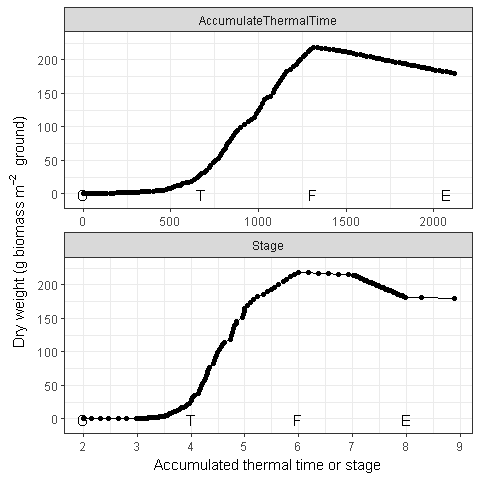 AccumulateThermalTime
200
150
100
50
0
G T F E
0 500 1000 1500 2000
Stage
200
150
100
50
0
G T F E
2 3 4 5 6 7 8 9
Dry weight (g biomass m⁻² ground)
Accumulated thermal time or stage